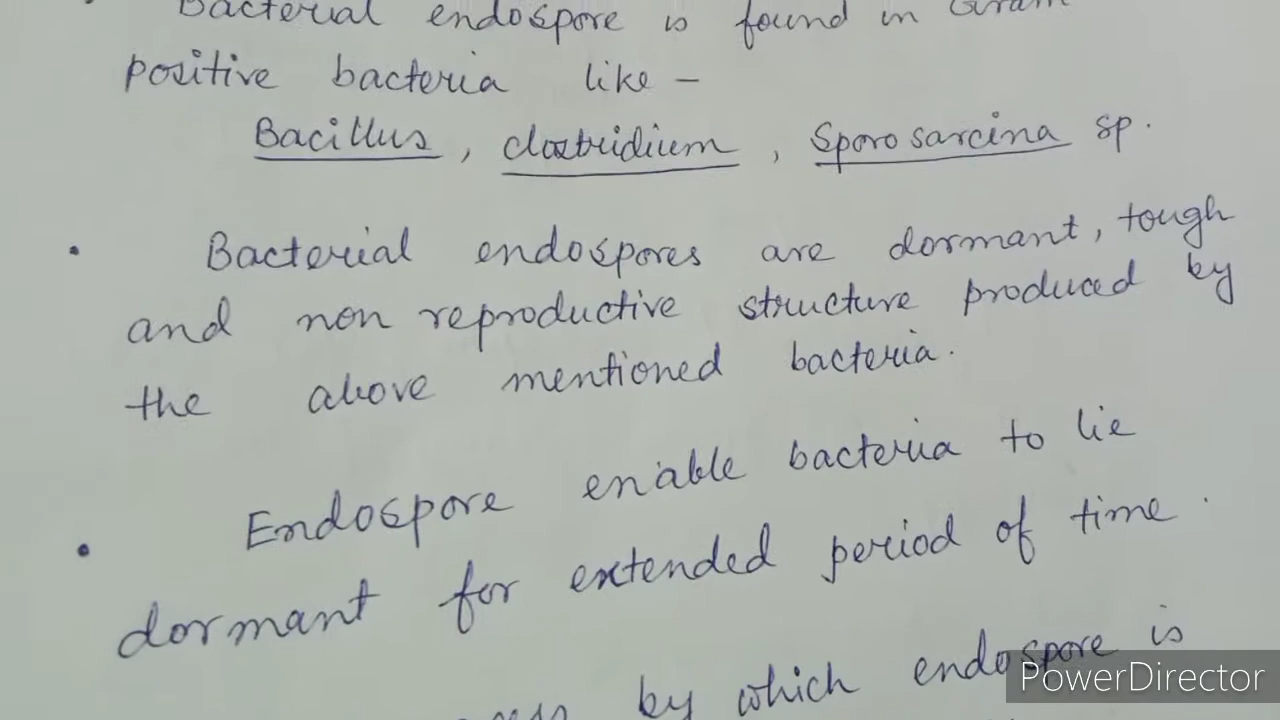 Bacterial endospore is found in Gram
positive bacteria like –
Bacillus, clostridium, Sporosarcina sp.
• Bacterial endospores are dormant, tough
and non reproductive structure produced by
the above mentioned bacteria.
• Endospore enable bacteria to lie
dormant for extended period of time.
by which endospore is
PowerDirector